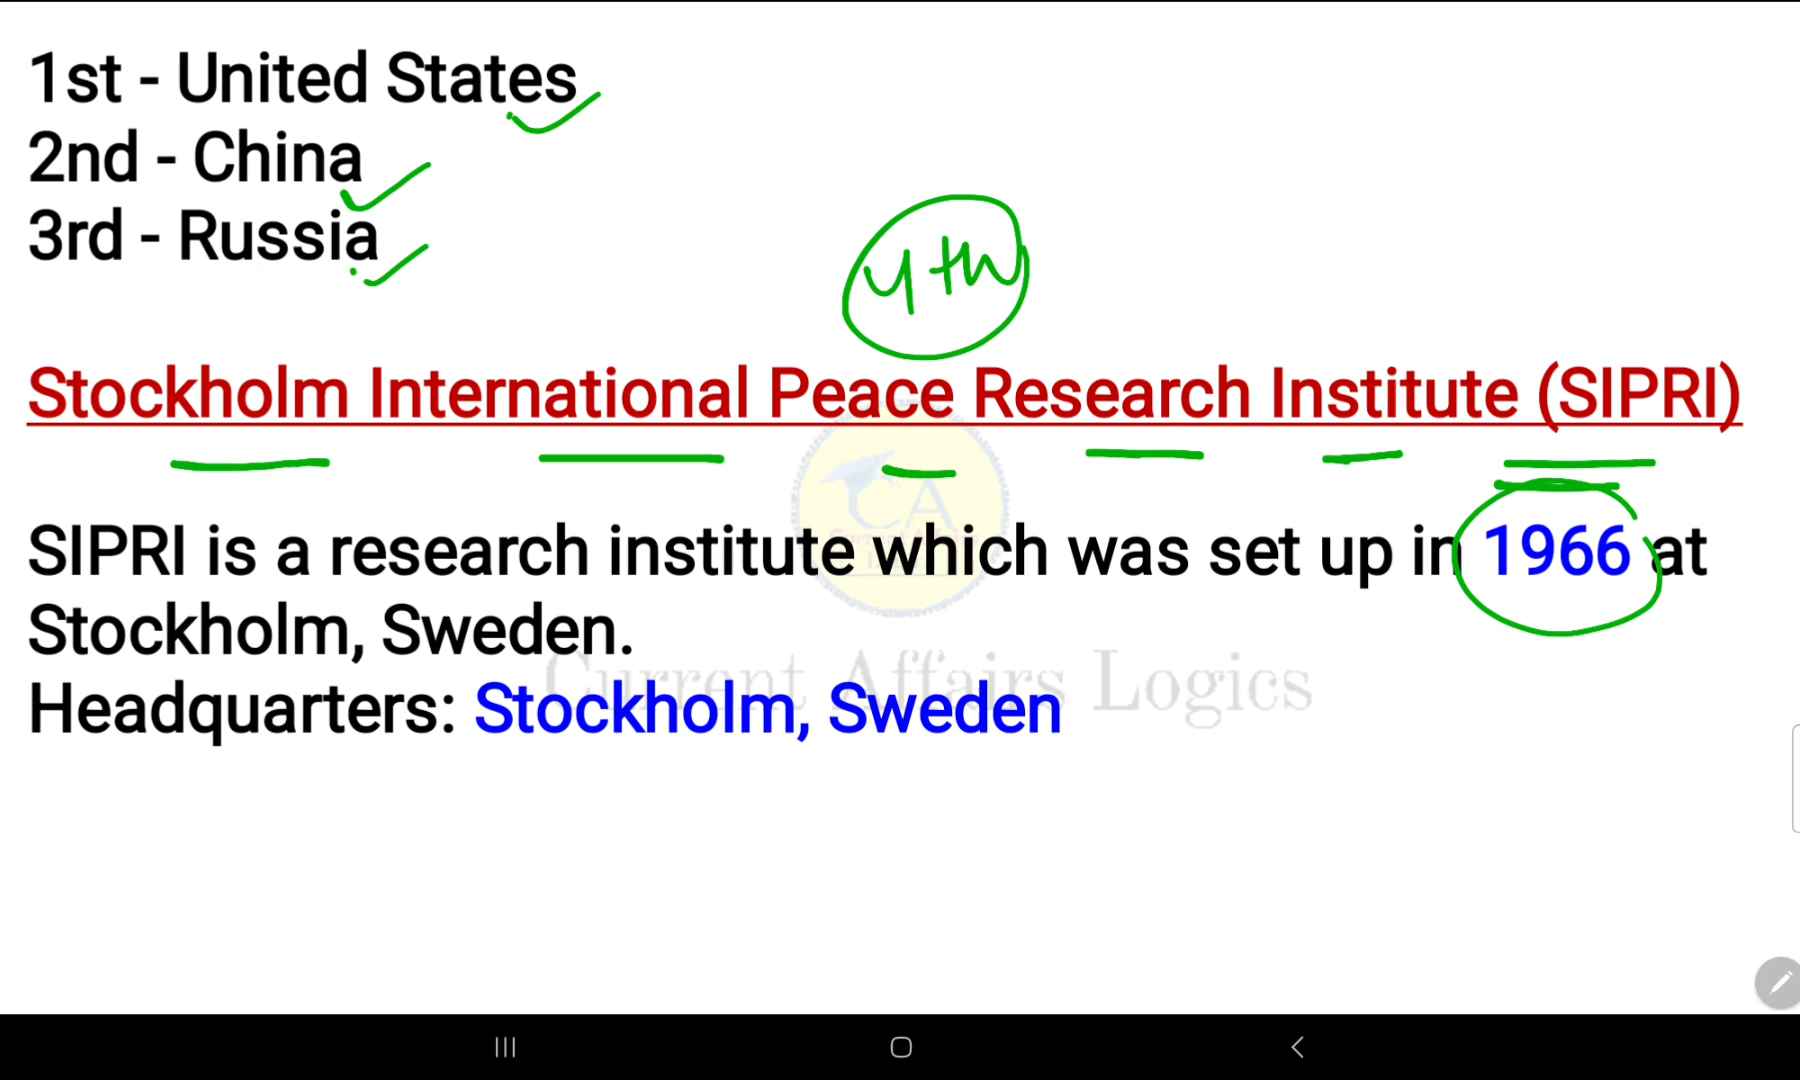 1st - United States
2nd - China
3rd - Russia
4th
Stockholm International Peace Research Institute (SIPRI)
CA
SIPRI is a research institute which was set up in 1966 at
Stockholm, Sweden.
Current Affairs Logics
Headquarters: Stockholm, Sweden